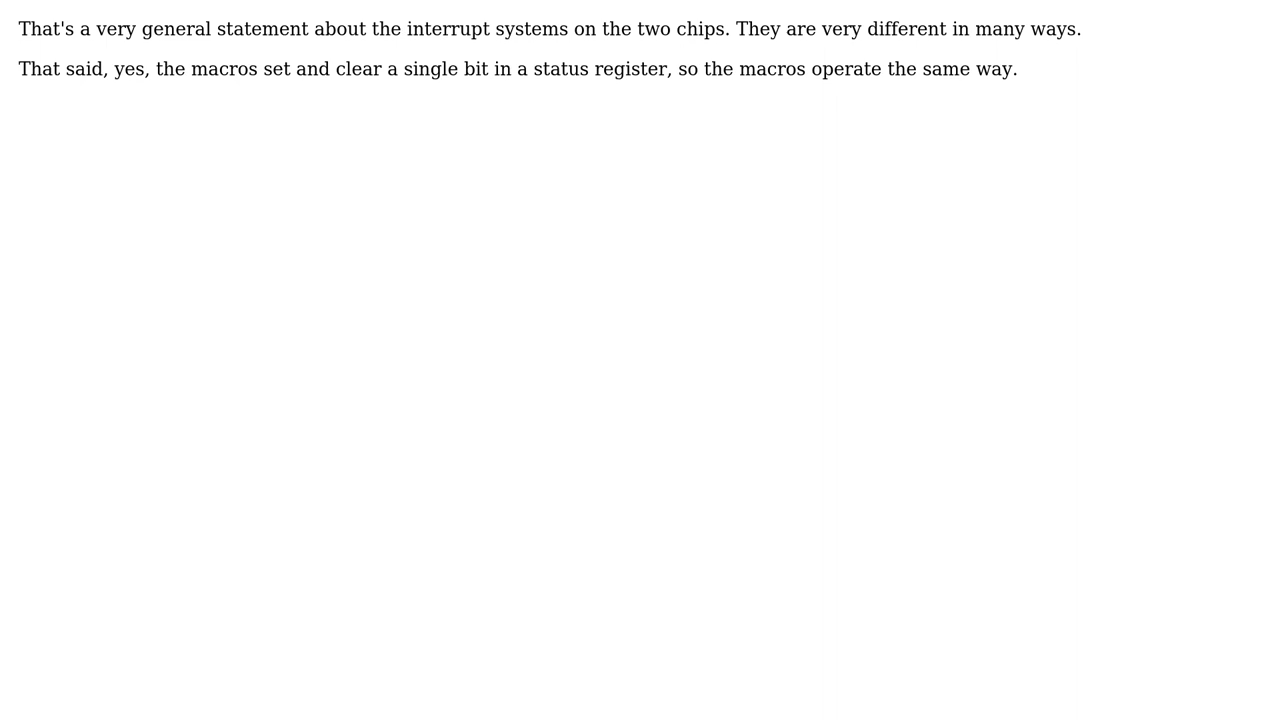 That's a very general statement about the interrupt systems on the two chips. They are very different in many ways.
That said, yes, the macros set and clear a single bit in a status register, so the macros operate the same way.